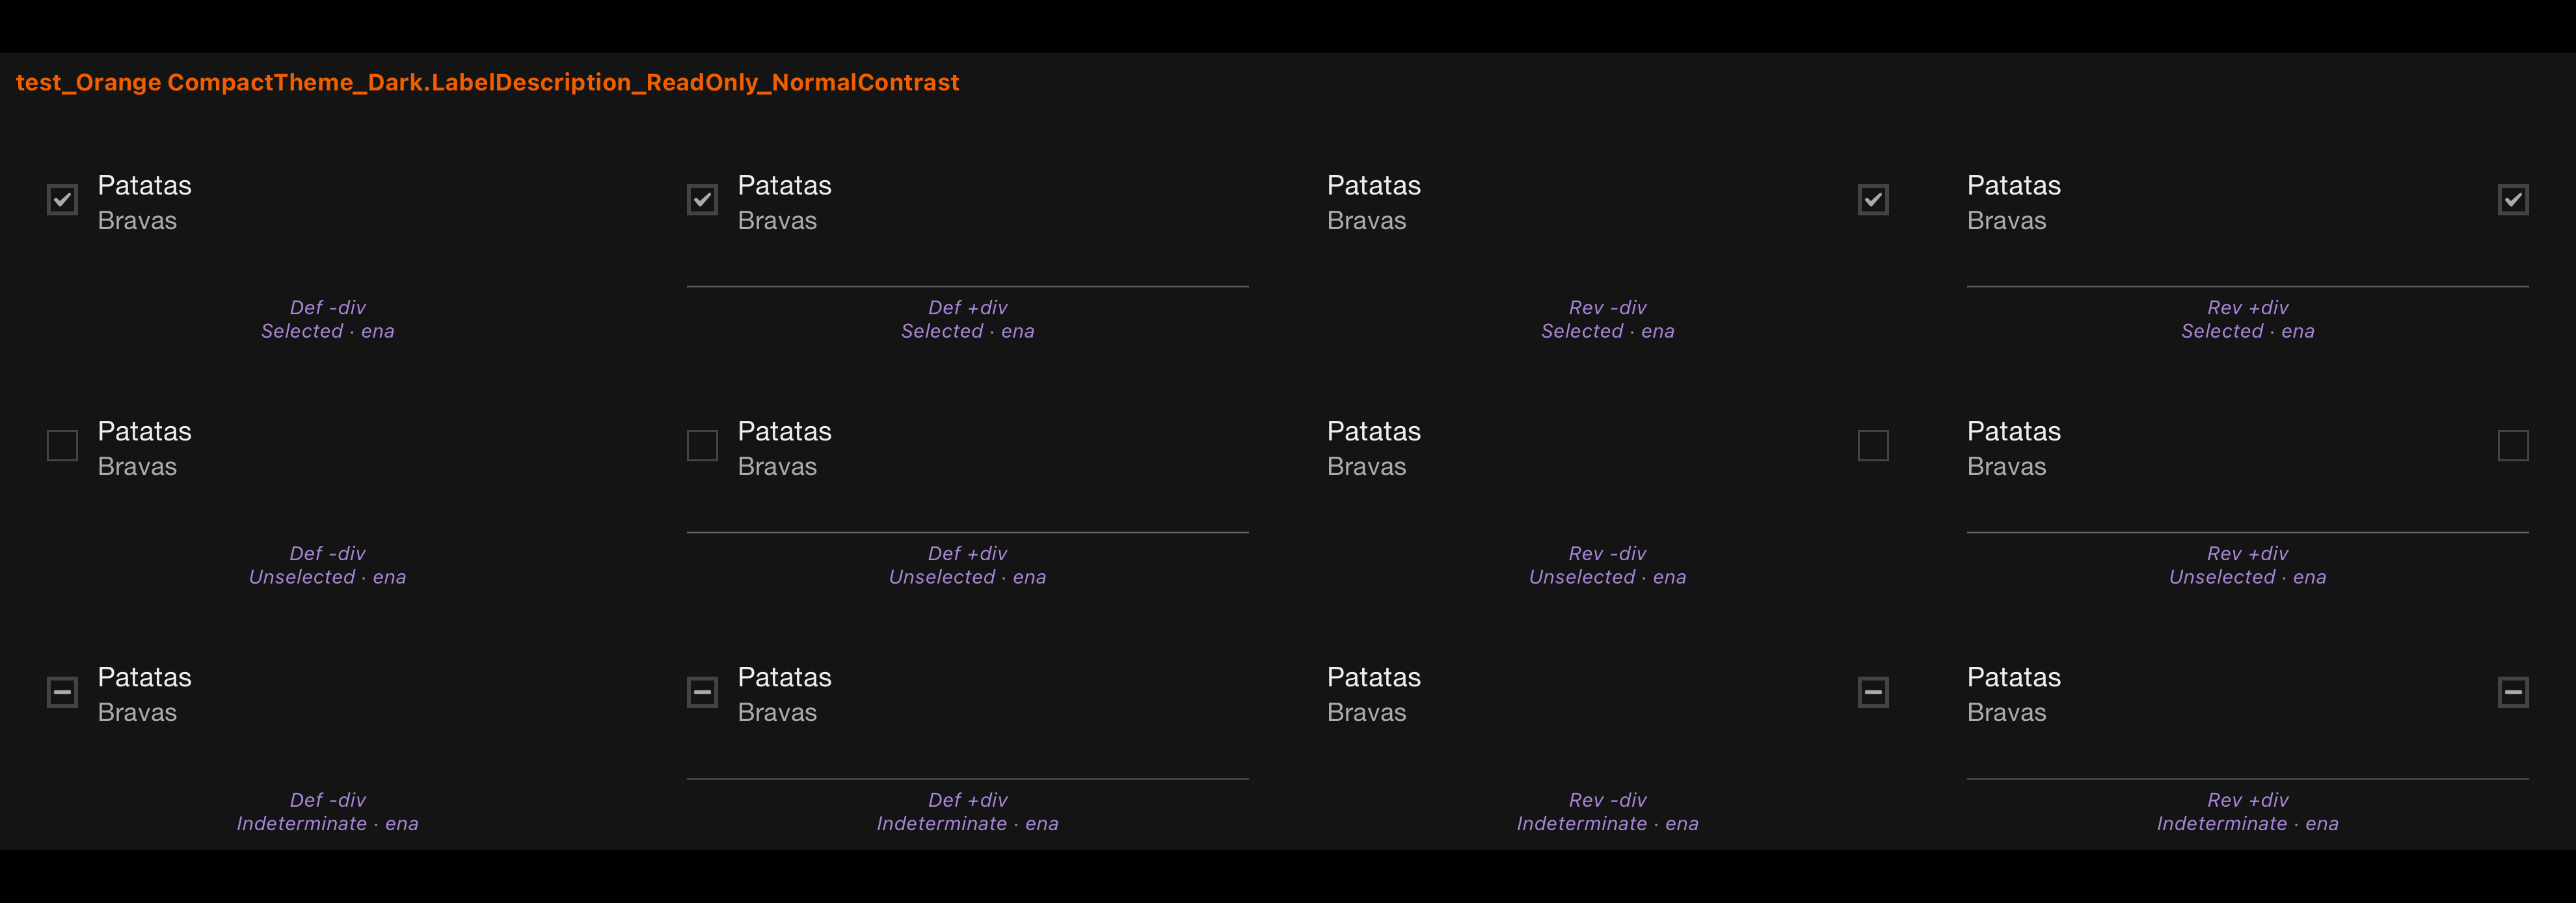 test_Orange CompactTheme_Dark.LabelDescription_ReadOnly_NormalContrast
Patatas
Bravas
Def -div
Selected · ena
Patatas
Bravas
Def +div
Selected · ena
Patatas
Bravas
Rev -div
Selected · ena
Patatas
Bravas
Rev +div
Selected · ena
Patatas
Bravas
Def -div
Unselected · ena
Patatas
Bravas
Def +div
Unselected · ena
Patatas
Bravas
Rev -div
Unselected · ena
Patatas
Bravas
Rev +div
Unselected · ena
Patatas
Bravas
Def -div
Indeterminate · ena
Patatas
Bravas
Def +div
Indeterminate · ena
Patatas
Bravas
Rev -div
Indeterminate · ena
Patatas
Bravas
Rev +div
Indeterminate · ena